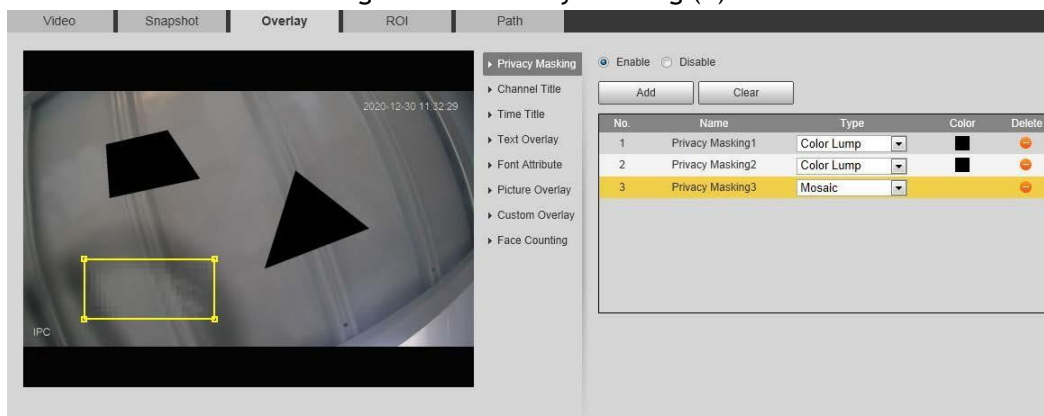 Video Snapshot Overlay ROI Path
2020-12-30 11:32:29
IPC
Privacy Masking
Channel Title
Time Title
Text Overlay
Font Attribute
Picture Overlay
Custom Overlay
Face Counting
Enable Disable
Add Clear
No. Name Type Color Delete
1 Privacy Masking1 Color Lump
2 Privacy Masking2 Color Lump
3 Privacy Masking3 Mosaic